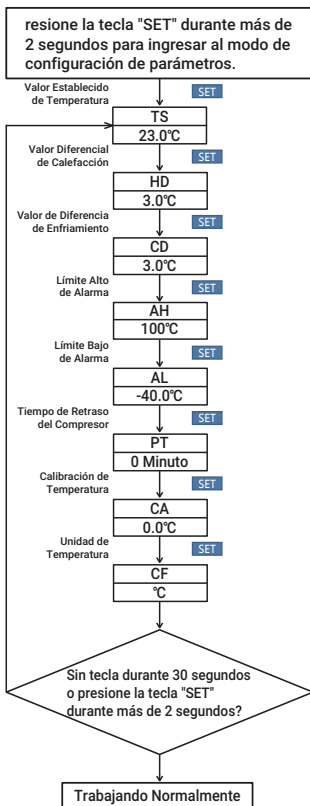 resione la tecla "SET" durante más de
2 segundos para ingresar al modo de
configuración de parámetros.
Valor Establecido
de Temperatura
SET
TS
23.0℃
Valor Diferencial
de Calefacción
SET
HD
3.0℃
Valor de Diferencia
de Enfriamiento
SET
CD
3.0℃
Límite Alto
de Alarma
SET
AH
100℃
Límite Bajo
de Alarma
SET
AL
-40.0℃
Tiempo de Retraso
del Compresor
SET
PT
0 Minuto
Calibración de
Temperatura
SET
CA
0.0℃
Unidad de
Temperatura
SET
CF
℃
Sin tecla durante 30 segundos
o presione la tecla "SET"
durante más de 2 segundos?
Trabajando Normalmente